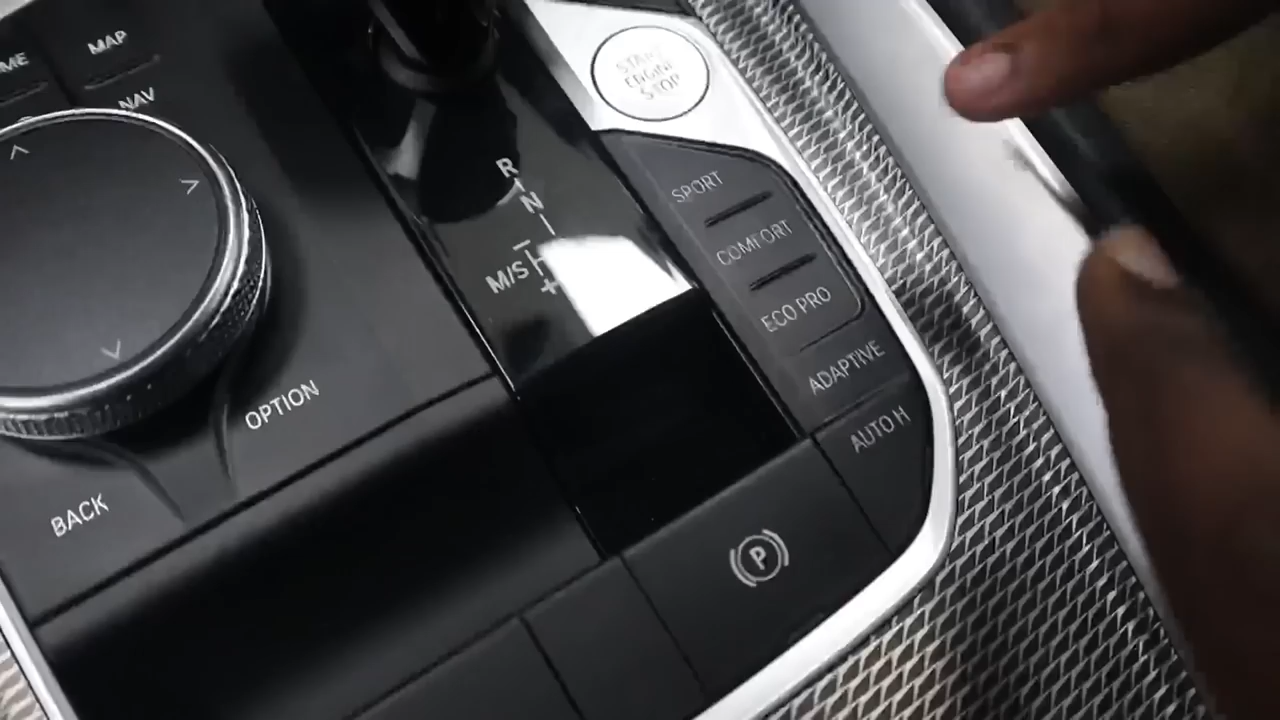 MAP
NAV
START
ENGINE
STOP
R
N
M/S
+
SPORT
COMFORT
ECO PRO
ADAPTIVE
AUTO H
OPTION
BACK
P